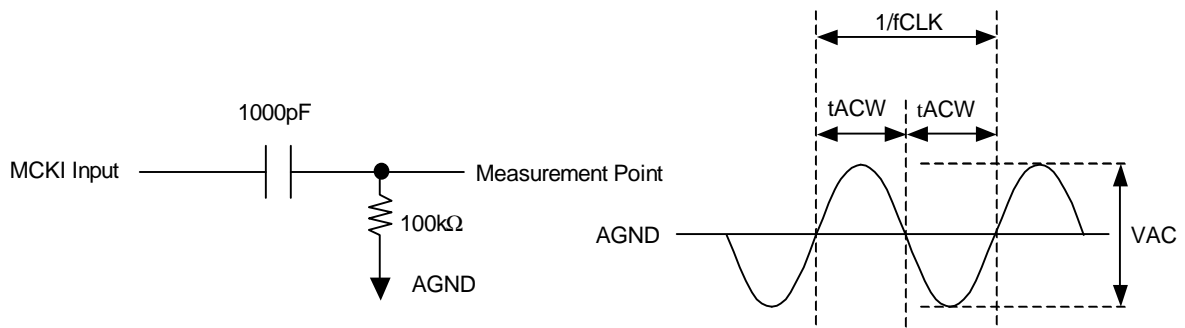 1/fCLK
1000pF
tACW
tACW
MCKI Input
Measurement Point
100kΩ
AGND
AGND
VAC